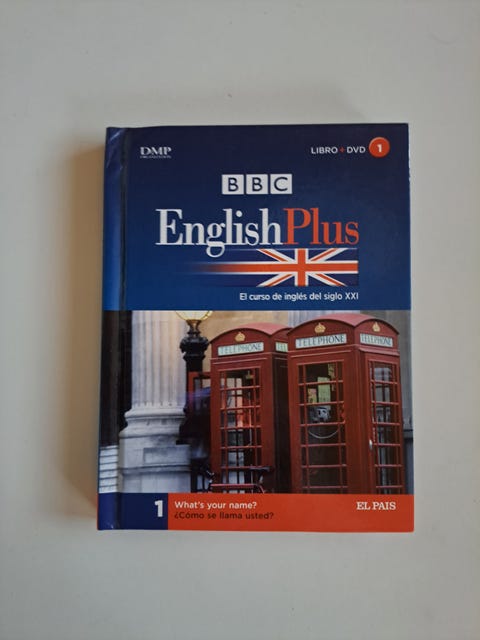 DMP
ORGANIZATION
LIBRO + DVD 1
BBC
EnglishPlus
El curso de inglés del siglo XXI
TELEPHONE
TELEPHONE
TELEPHONE
1
What's your name?
¿Cómo se llama usted?
EL PAIS